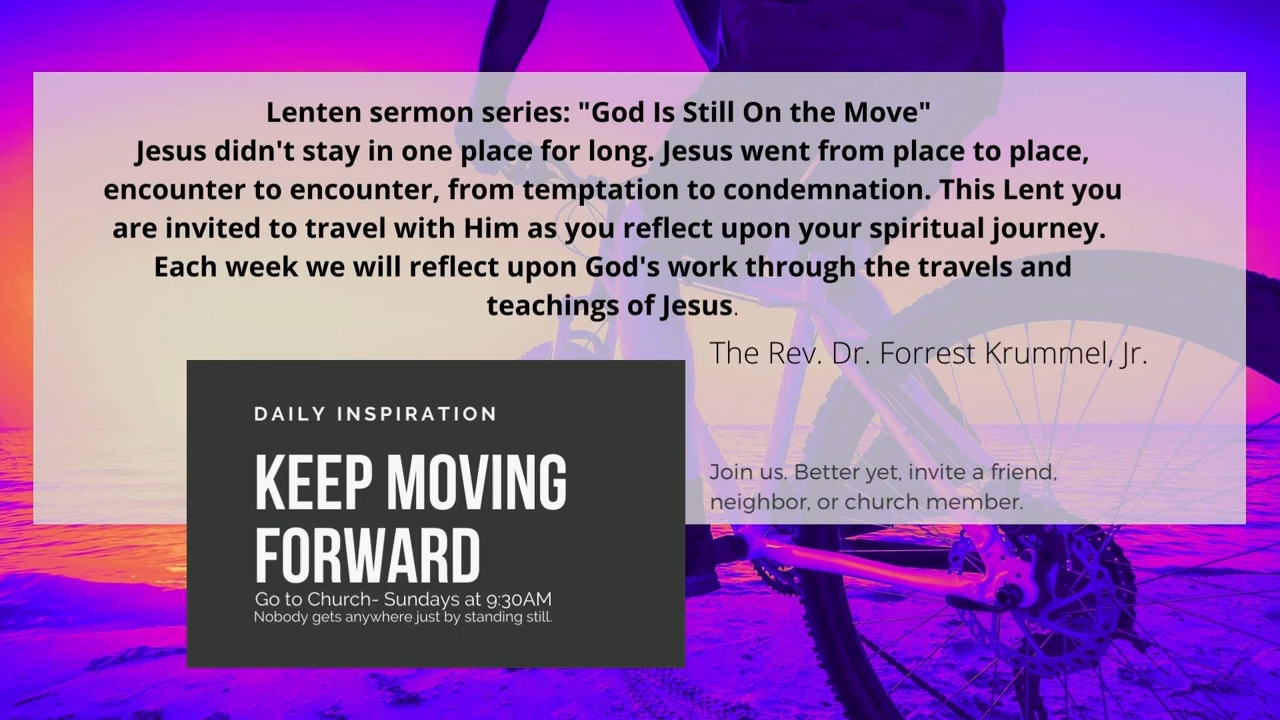 Lenten sermon series: "God Is Still On the Move"
Jesus didn't stay in one place for long. Jesus went from place to place,
encounter to encounter, from temptation to condemnation. This Lent you
are invited to travel with Him as you reflect upon your spiritual journey.
Each week we will reflect upon God's work through the travels and
teachings of Jesus.
The Rev. Dr. Forrest Krummel, Jr.
DAILY INSPIRATION
KEEP MOVING
FORWARD
Go to Church- Sundays at 9:30AM
Nobody gets anywhere just by standing still.
Join us. Better yet, invite a friend,
neighbor, or church member.